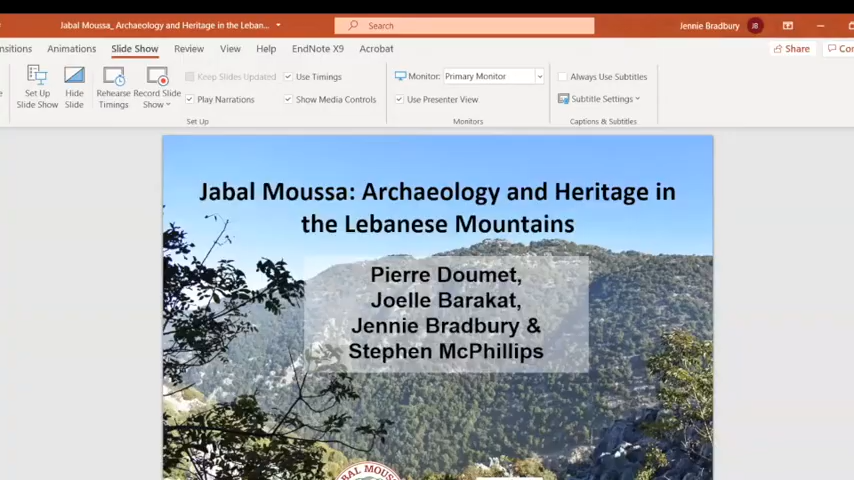 Jabal Moussa_ Archaeology and Heritage in the Leban...
Search
Jennie Bradbury
JB
Animations
Slide Show
Review
View
Help
EndNote X9
Acrobat
Share
Set Up
Slide Show
Hide
Slide
Rehearse
Timings
Record Slide
Show
Keep Slides Updated
Play Narrations
Use Timings
Show Media Controls
Set Up
Monitor:
Primary Monitor
Use Presenter View
Monitors
Always Use Subtitles
Subtitle Settings
Captions & Subtitles
Jabal Moussa: Archaeology and Heritage in
the Lebanese Mountains
Pierre Doumet,
Joelle Barakat,
Jennie Bradbury &
Stephen McPhillips